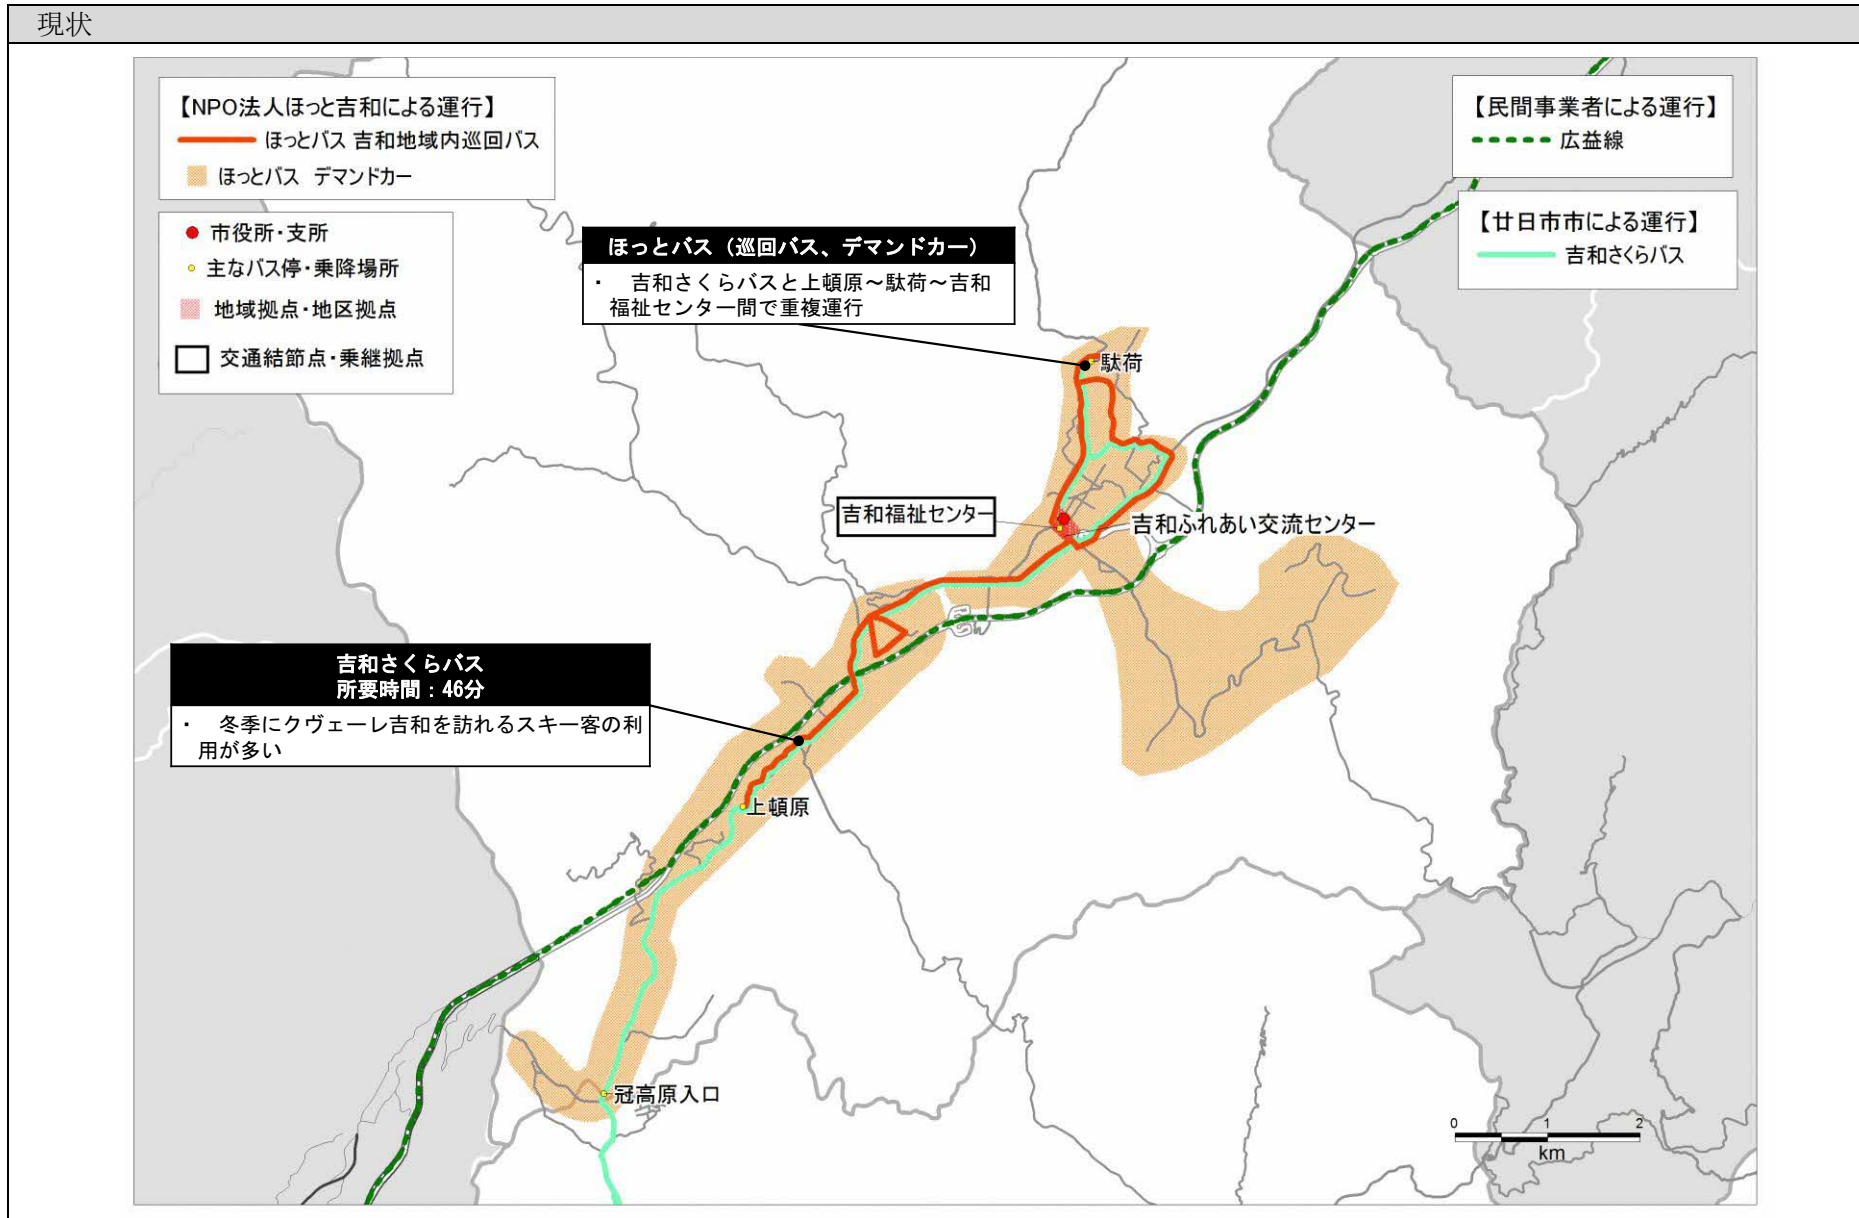 現状
【NPO法人ほっと吉和による運行】
ほっとバス 吉和地域内巡回バス
ほっとバス デマンドカー
市役所・支所
主なバス停・乗降場所
地域拠点・地区拠点
交通結節点・乗継拠点
【民間事業者による運行】
広益線
【廿日市市による運行】
吉和さくらバス
ほっとバス（巡回バス、デマンドカー）
・ 吉和さくらバスと上頓原～駄荷～吉和
福祉センター間で重複運行
駄荷
吉和福祉センター
吉和ふれあい交流センター
吉和さくらバス
所要時間：46分
・ 冬季にクヴェーレ吉和を訪れるスキー客の利
用が多い
上頓原
冠高原入口
0 1 2
km